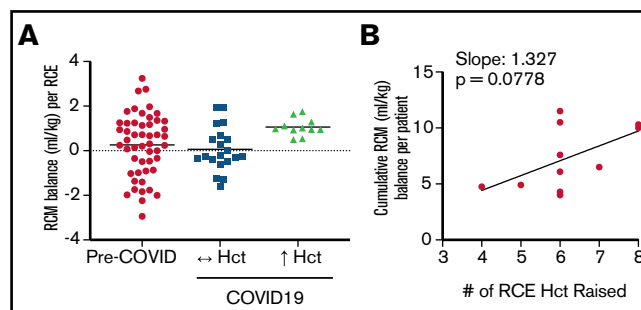 A
RCM balance (ml/kg) per RCE
4
2
0
-2
-4
Pre-COVID
↔ Hct
↑ Hct
COVID19
B
Slope: 1.327
p = 0.0778
Cumulative RCM (ml/kg)
balance per patient
15
10
5
0
3 4 5 6 7 8
# of RCE Hct Raised